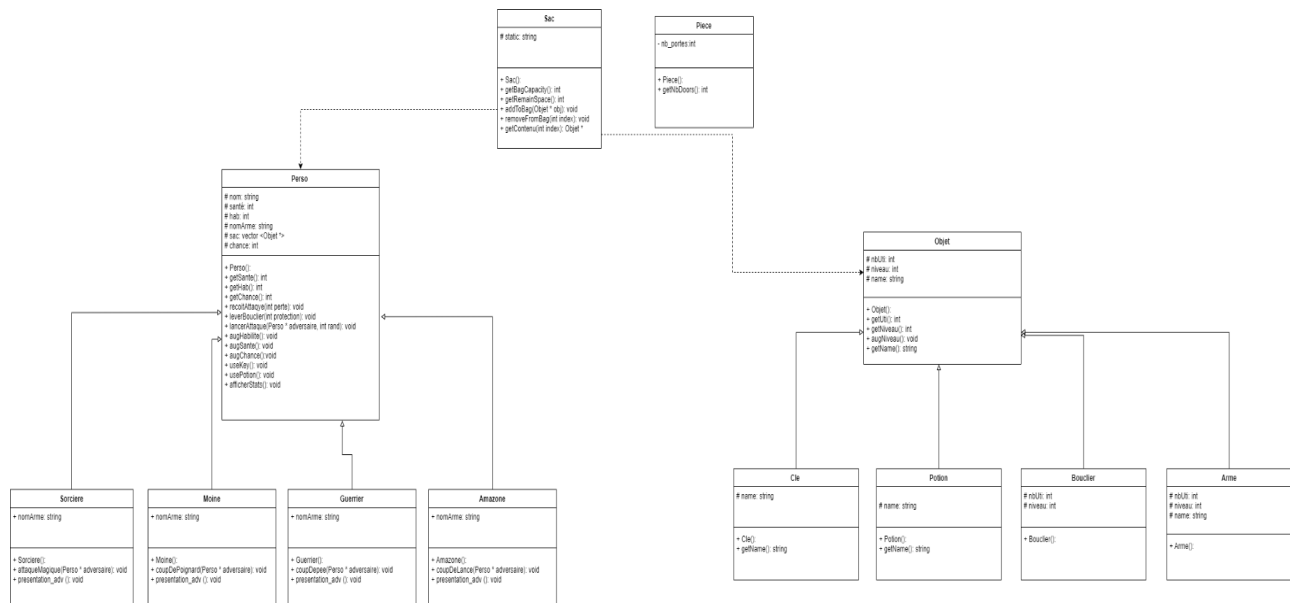 Sac
# static: string
+ Sac():
+ getBagCapacity(): int
+ getRemainSpace(): int
+ addToBag(Objet * obj): void
+ removeFromBag(int index): void
+ getContenu(int index): Objet *
Piece
- nb_portes:int
+ Piece():
+ getNbDoors(): int
Perso
# nom: string
# santé: int
# hab: int
# nomArme: string
# sac: vector <Objet *>
# chance: int
+ Perso():
+ getSante(): int
+ getHab(): int
+ getChance(): int
+ recoitAttaqye(int perte): void
+ leverBouclier(int protection): void
+ lancerAttaque(Perso * adversaire, int rand): void
+ augHabilite(): void
+ augSante(): void
+ augChance():void
+ useKey(): void
+ usePotion(): void
+ afficherStats(): void
Objet
# nbUti: int
# niveau: int
# name: string
+ Objet():
+ getUti(): int
+ getNiveau(): int
+ augNiveau(): void
+ getName(): string
Sorciere
+ nomArme: string
+ Sorciere():
+ attaqueMagique(Perso * adversaire): void
+ presentation_adv (): void
Moine
+ nomArme: string
+ Moine():
+ coupDePoignard(Perso * adversaire): void
+ presentation_adv (): void
Guerrier
+ nomArme: string
+ Guerrier():
+ coupDepee(Perso * adversaire): void
+ presentation_adv (): void
Amazone
+ nomArme: string
+ Amazone():
+ coupDeLance(Perso * adversaire): void
+ presentation_adv (): void
Cle
# name: string
+ Cle():
+ getName(): string
Potion
# name: string
+ Potion():
+ getName(): string
Bouclier
# nbUti: int
# niveau: int
+ Bouclier():
Arme
# nbUti: int
# niveau: int
# name: string
+ Arme():